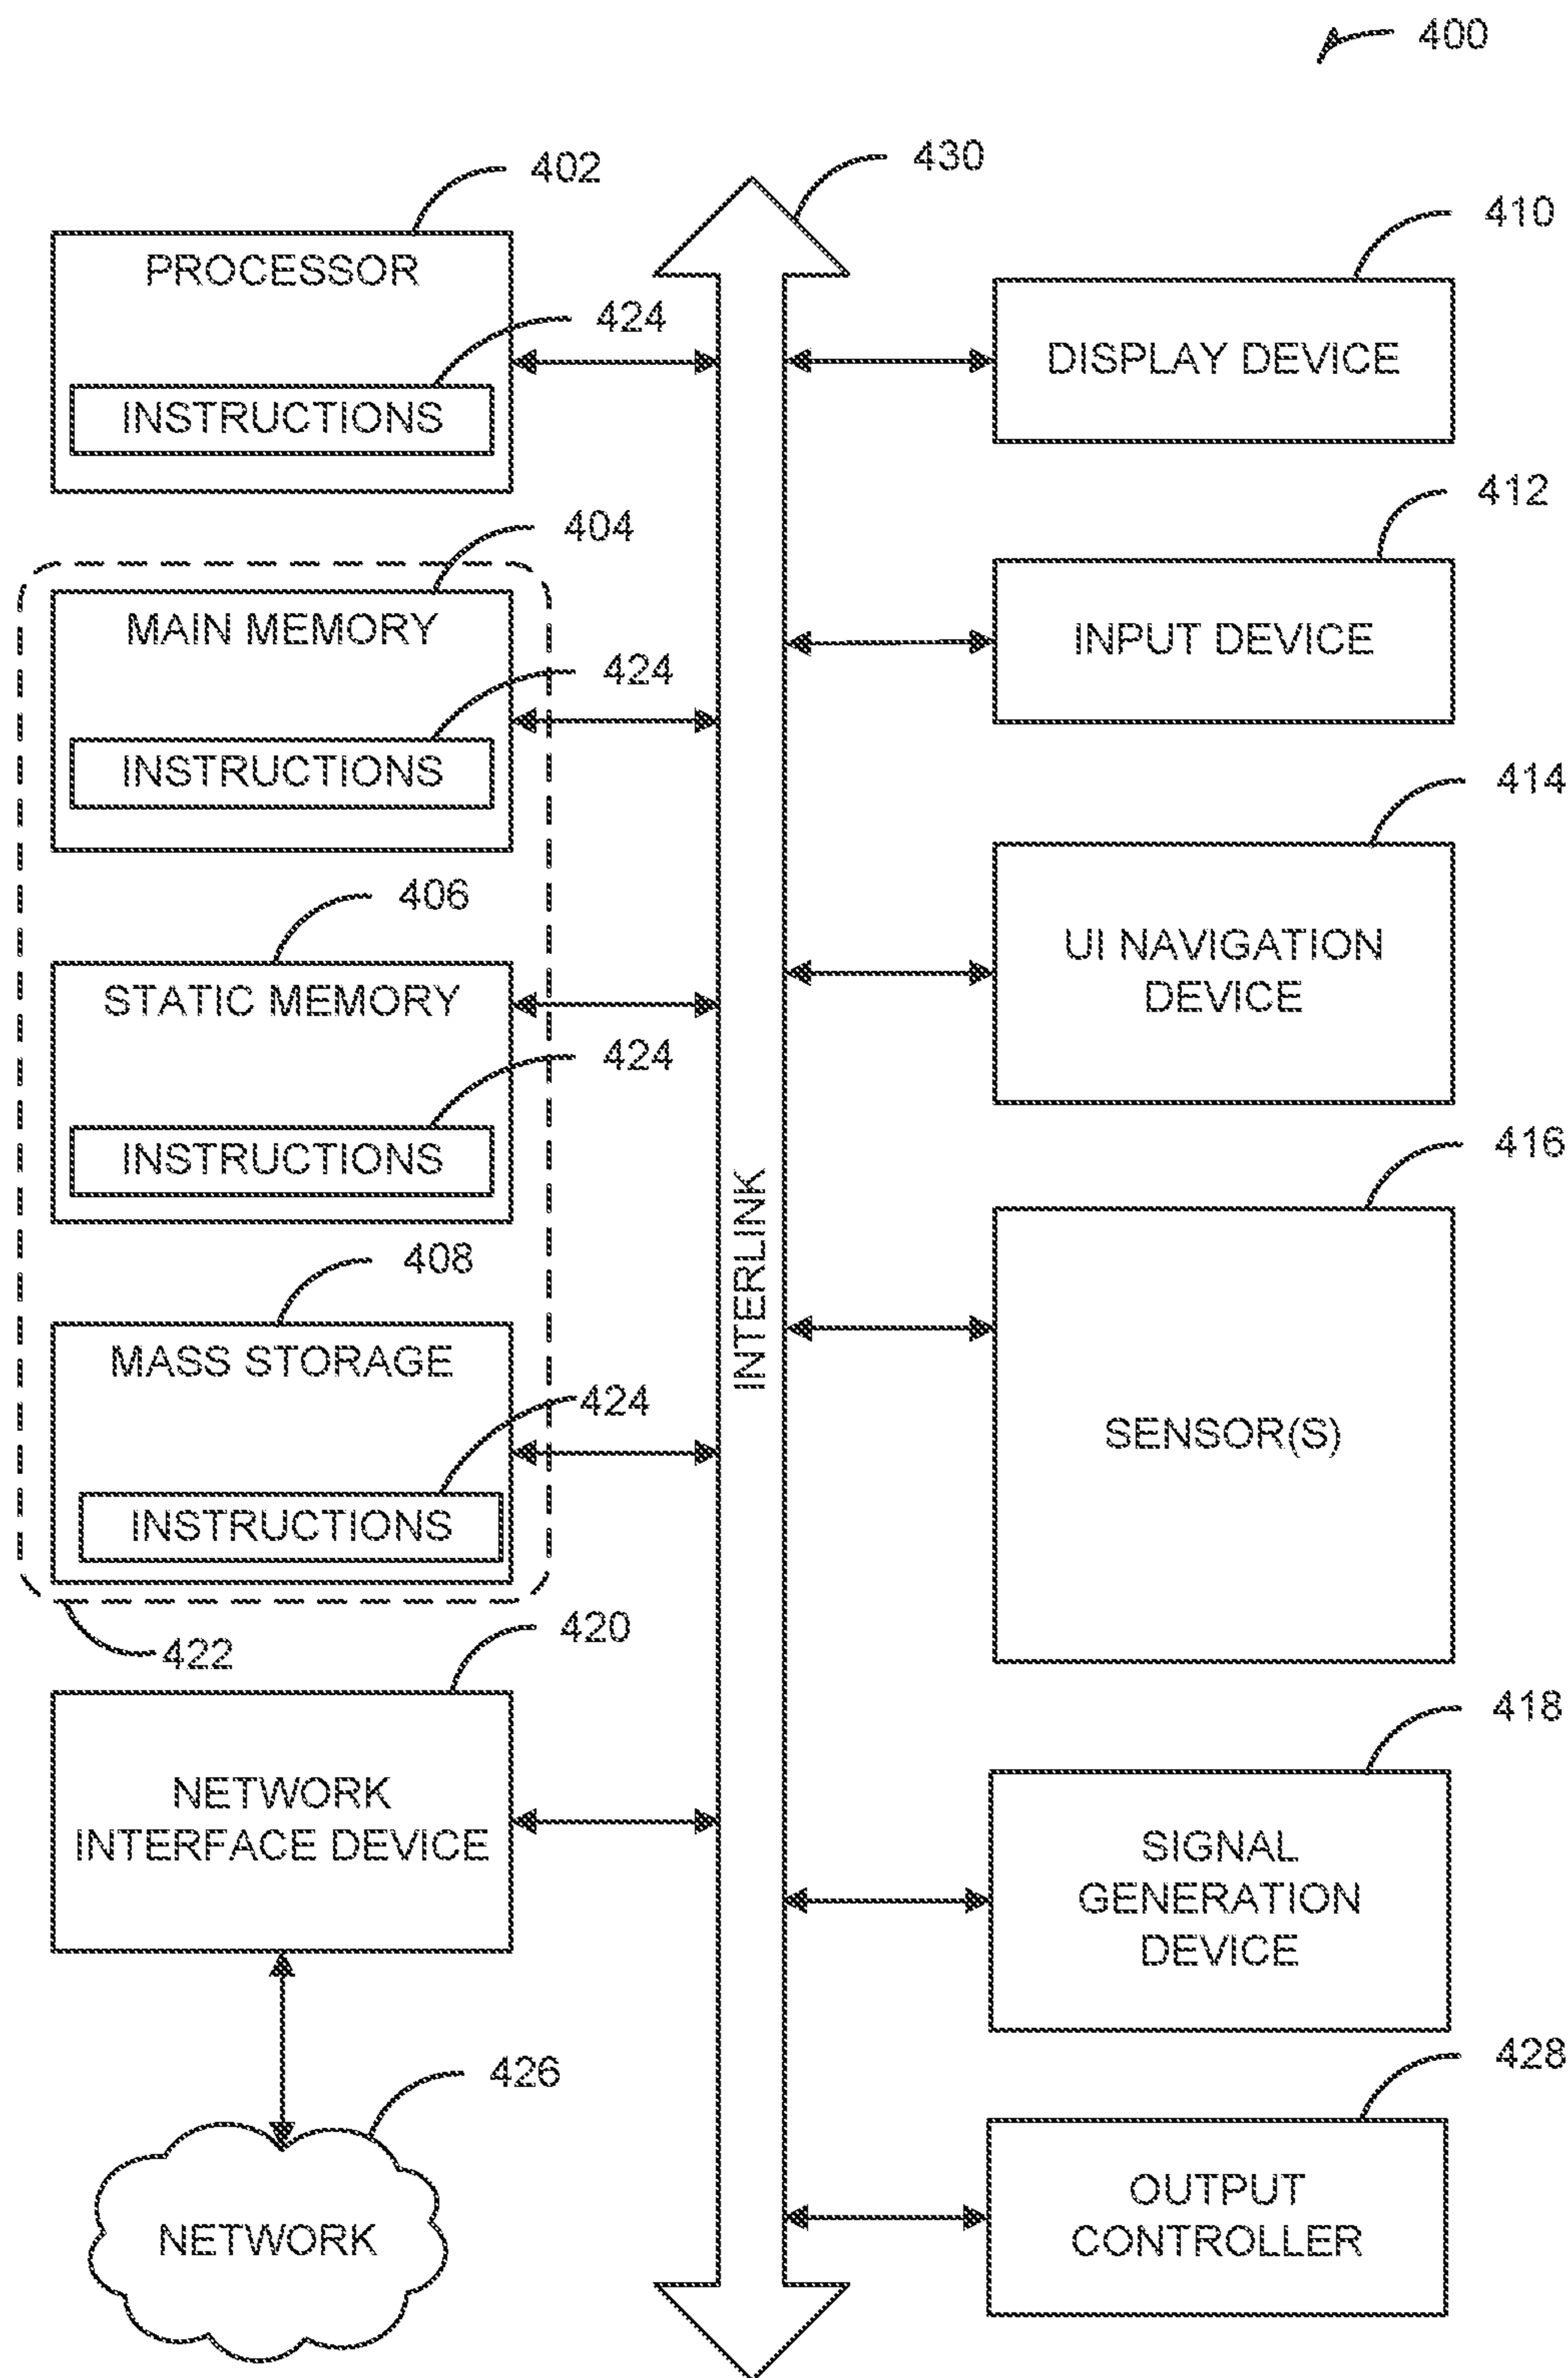 400
402
PROCESSOR
424
INSTRUCTIONS
404
MAIN MEMORY
424
INSTRUCTIONS
406
STATIC MEMORY
424
INSTRUCTIONS
408
MASS STORAGE
424
INSTRUCTIONS
422
420
NETWORK
INTERFACE DEVICE
426
NETWORK
430
INTERLINK
410
DISPLAY DEVICE
412
INPUT DEVICE
414
UI NAVIGATION
DEVICE
416
SENSOR(S)
418
SIGNAL
GENERATION
DEVICE
428
OUTPUT
CONTROLLER